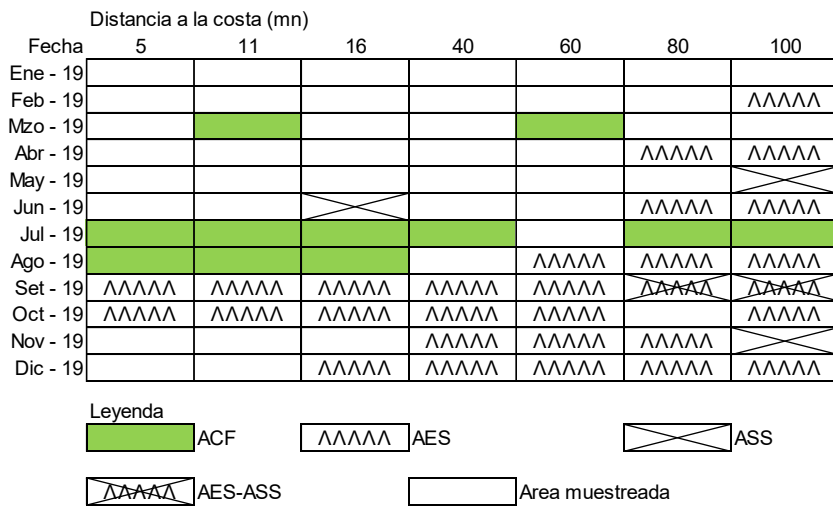 Distancia a la costa (mn)
Fecha 5 11 16 40 60 80 100
Ene - 19
Feb - 19 ΛΛΛΛΛ
Mzo - 19
Abr - 19 ΛΛΛΛΛ ΛΛΛΛΛ
May - 19
Jun - 19 ΛΛΛΛΛ ΛΛΛΛΛ
Jul - 19
Ago - 19 ΛΛΛΛΛ ΛΛΛΛΛ ΛΛΛΛΛ
Set - 19 ΛΛΛΛΛ ΛΛΛΛΛ ΛΛΛΛΛ ΛΛΛΛΛ ΛΛΛΛΛ ΛΛΛΛΛ ΛΛΛΛΛ
Oct - 19 ΛΛΛΛΛ ΛΛΛΛΛ ΛΛΛΛΛ ΛΛΛΛΛ ΛΛΛΛΛ ΛΛΛΛΛ
Nov - 19 ΛΛΛΛΛ ΛΛΛΛΛ ΛΛΛΛΛ
Dic - 19 ΛΛΛΛΛ ΛΛΛΛΛ ΛΛΛΛΛ ΛΛΛΛΛ ΛΛΛΛΛ
Leyenda
ACF ΛΛΛΛΛ AES ASS
ΛΛΛΛΛ AES-ASS Area muestreada